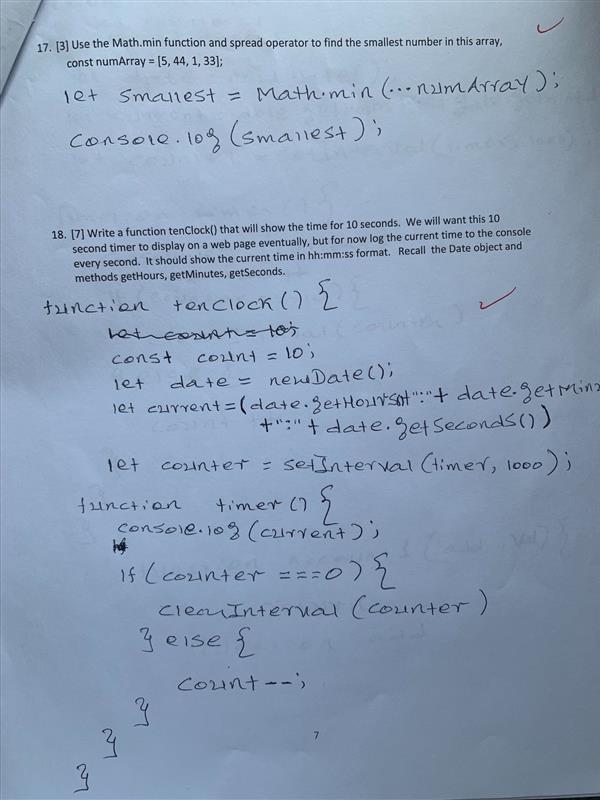 17. [3] Use the Math.min function and spread operator to find the smallest number in this array,
const numArray = [5, 44, 1, 33];
let smallest = Math.min (...numArray);
console.log (smallest);
18. [7] Write a function tenClock() that will show the time for 10 seconds. We will want this 10
second timer to display on a web page eventually, but for now log the current time to the console
every second. It should show the current time in hh:mm:ss format. Recall the Date object and
methods getHours, getMinutes, getSeconds.
function tenClock () {
let count = 10;
const count = 10;
let date = newDate();
let current=(date.getHours()+":"+ date.getMin
+":"+ date.getSeconds())
let counter = setInterval (timer, 1000);
function timer () {
console.log (current);
if (counter ===0) {
clearInterval (counter)
} else {
count--;
}
}
}
7